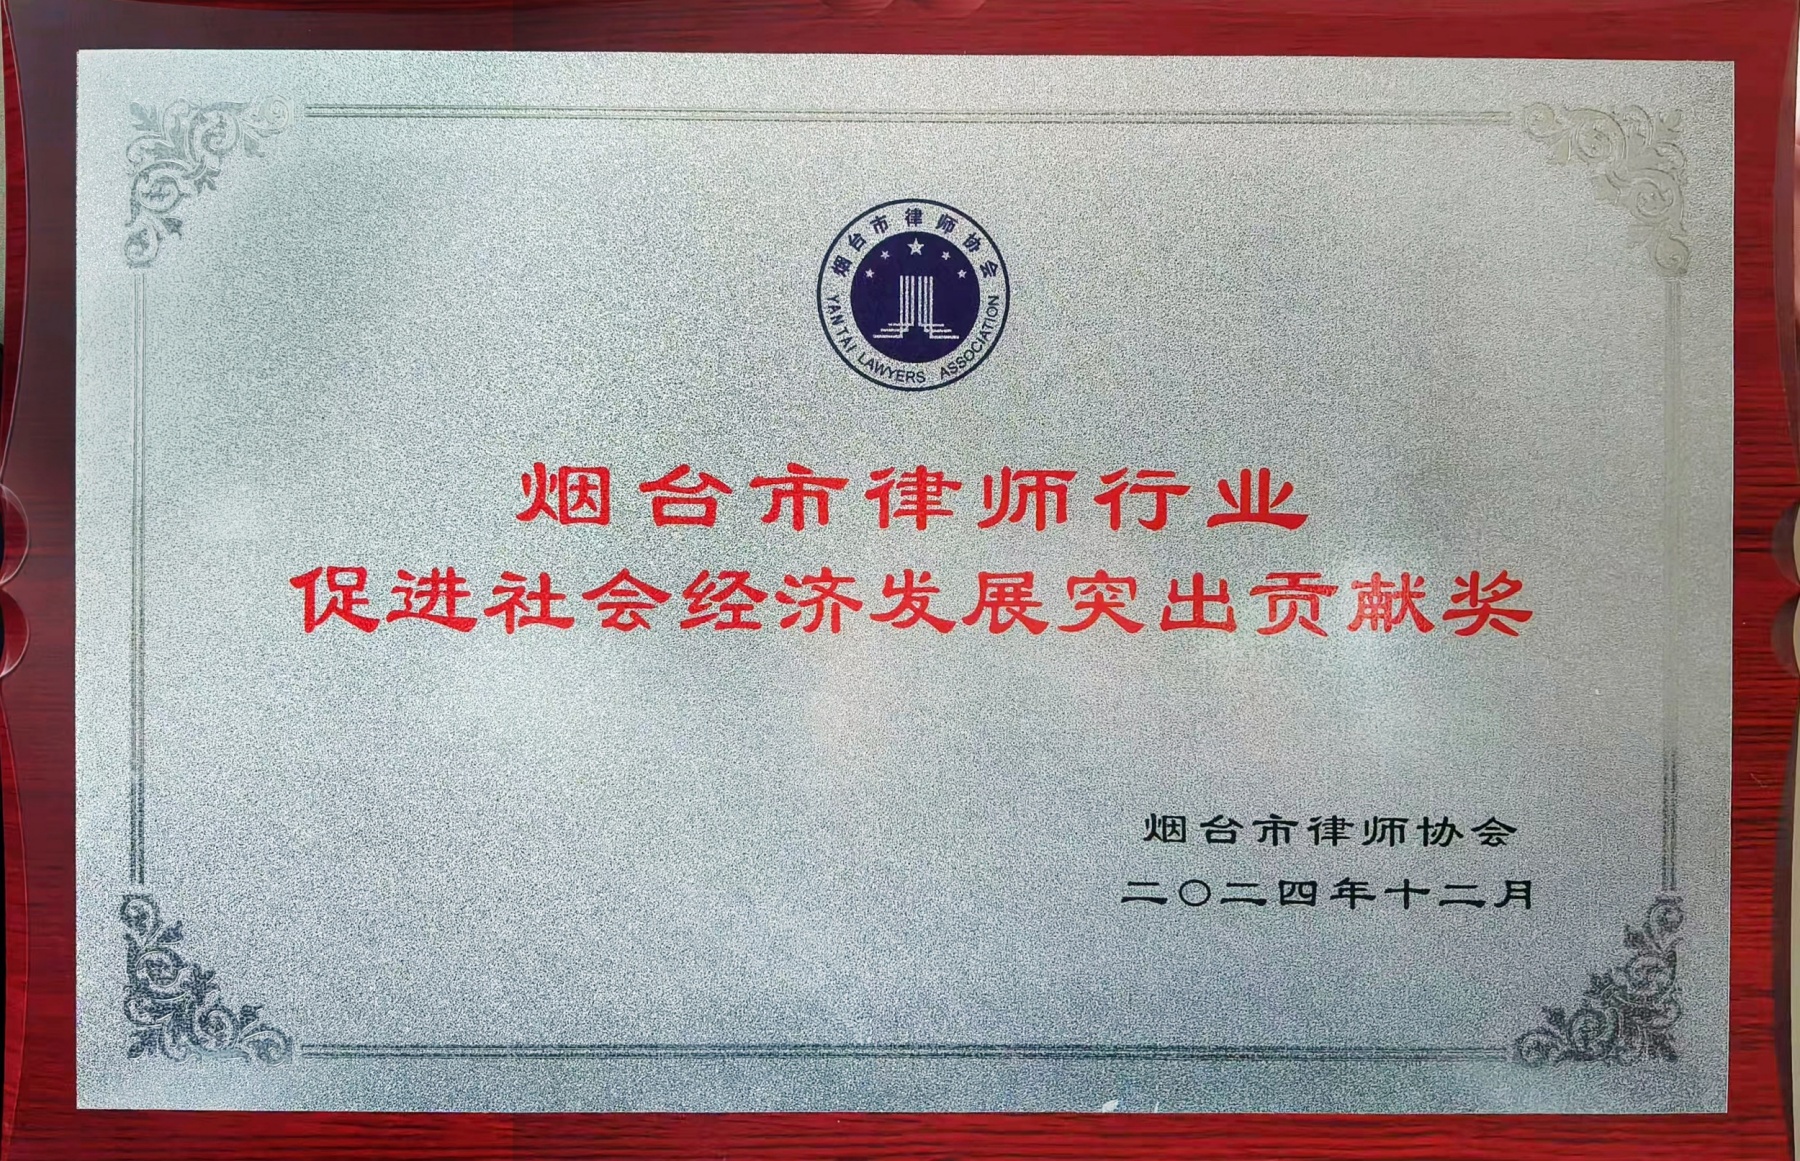 烟台市律师协会
YANTAI LAWYERS ASSOCIATION
烟台市律师行业
促进社会经济发展突出贡献奖
烟台市律师协会
二〇二四年十二月